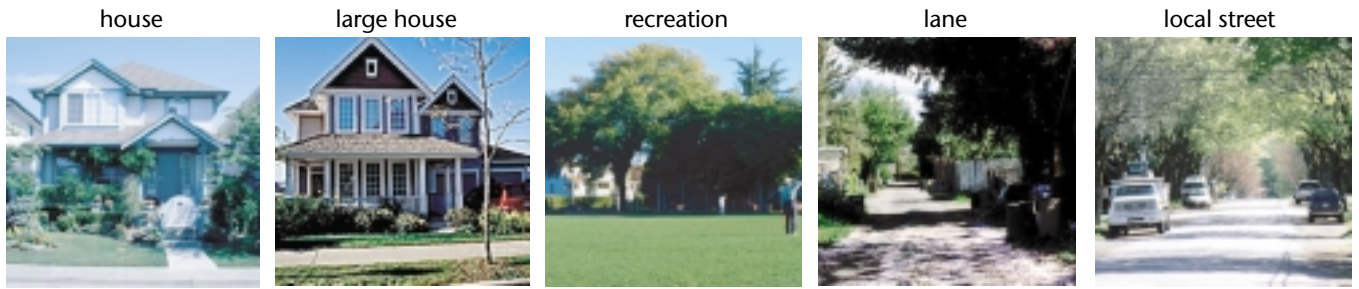 house
large house
recreation
lane
local street